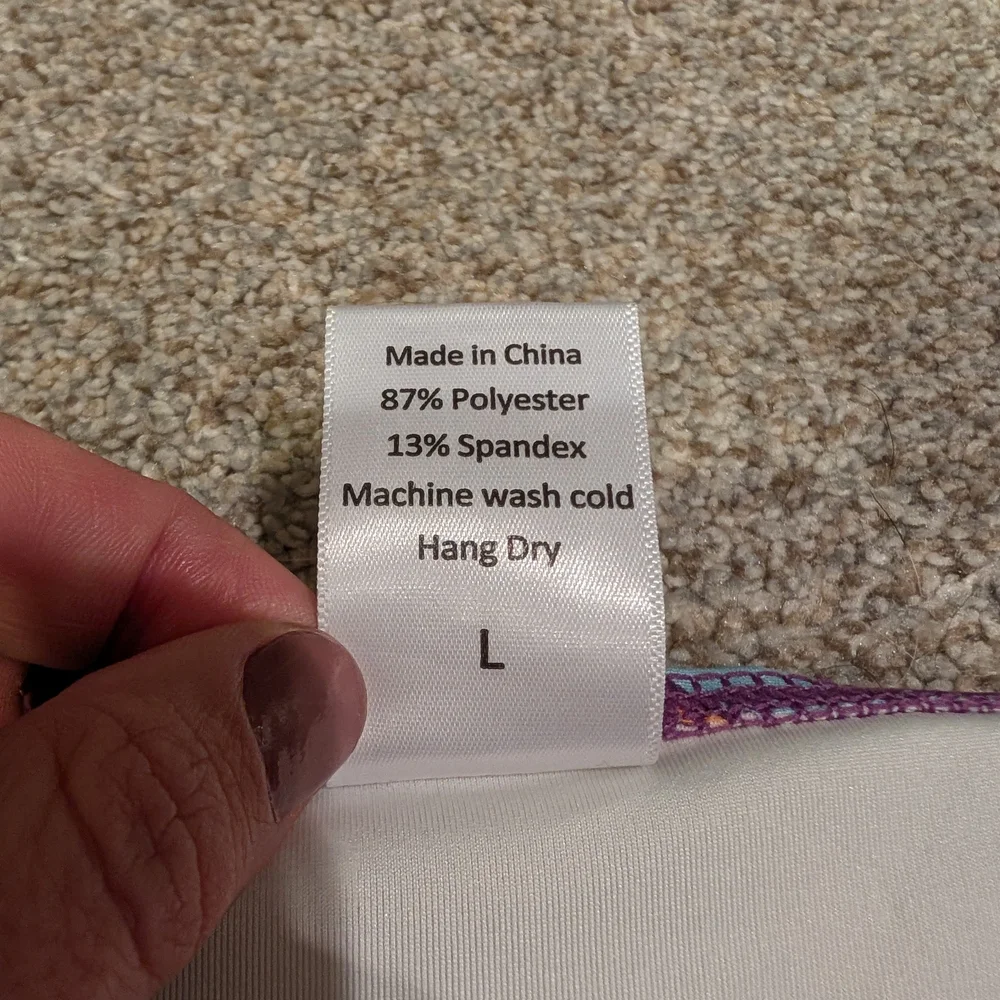 Made in China
87% Polyester
13% Spandex
Machine wash cold
Hang Dry
L